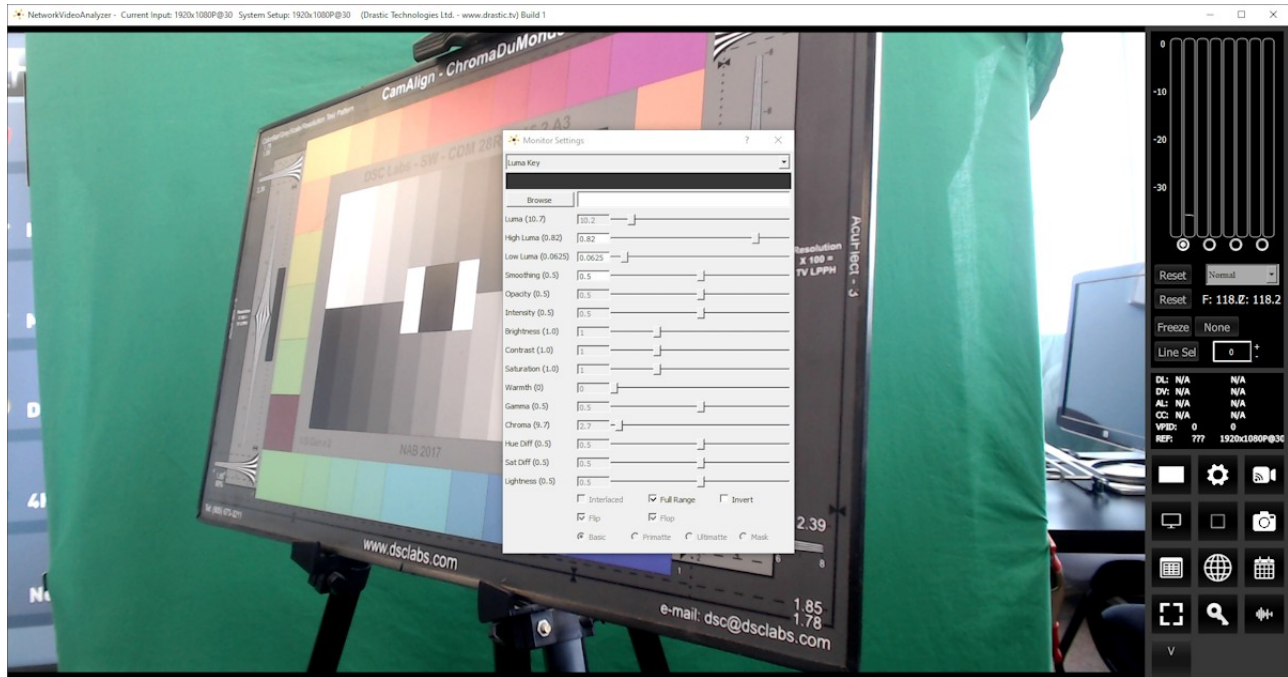 NetworkVideoAnalyzer - Current Input: 1920x1080P@30 System Setup: 1920x1080P@30 (Drastic Technologies Ltd. - www.drastic.tv) Build 1
CamAlign - ChromaDuMonde
DSC Labs - SW - COM 28R
A3
NAB 2017
www.dsclabs.com
e-mail: dsc@dsclabs.com
AcuFlect - 3
Resolution
X 100 =
TV LPPH
2.39
6
8
1
1.85
1.78
Monitor Settings
?
Luma Key
Browse
Luma (10.7) 10.2
High Luma (0.82) 0.82
Low Luma (0.0625) 0.0625
Smoothing (0.5) 0.5
Opacity (0.5) 0.5
Intensity (0.5) 0.5
Brightness (1.0) 1
Contrast (1.0) 1
Saturation (1.0) 1
Warmth (0) 0
Gamma (0.5) 0.5
Chroma (9.7) 2.7
Hue Diff (0.5) 0.5
Sat Diff (0.5) 0.5
Lightness (0.5) 0.5
Interlaced Full Range Invert
Flip Flop
Basic Primatte Ultimatte Mask
0
-10
-20
-30
Reset Normal
Reset F: 118.2: 118.2
Freeze None
Line Sel 0 + -
DL: N/A N/A
DV: N/A N/A
AL: N/A N/A
CC: N/A N/A
VPID: 0 0
REF: ??? 1920x1080P@30
V